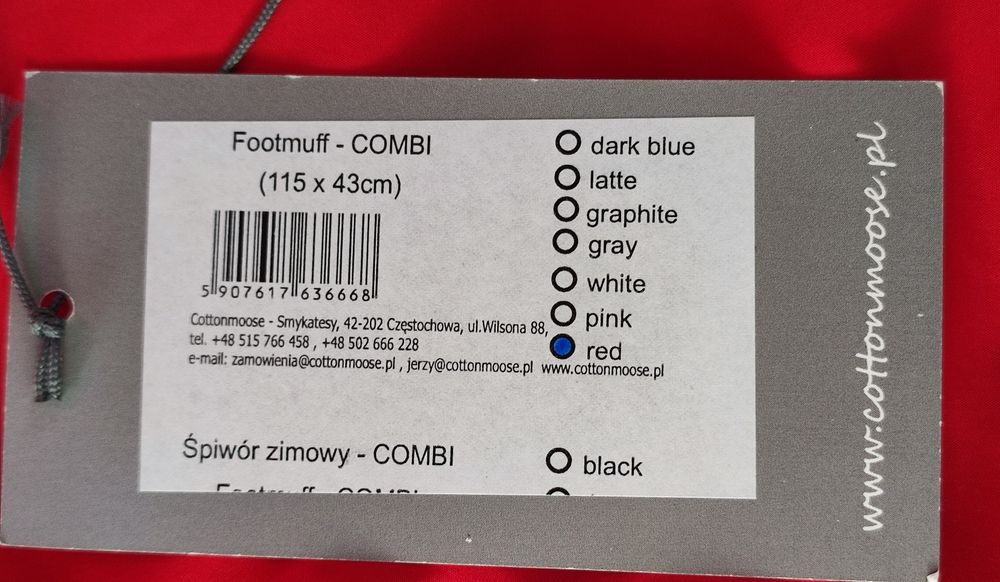 Footmuff - COMBI
(115 x 43cm)
5 907617 636668
Cottonmoose - Smykatesy, 42-202 Częstochowa, ul.Wilsona 88,
tel. +48 515 766 458 , +48 502 666 228
e-mail: zamowienia@cottonmoose.pl , jerzy@cottonmoose.pl www.cottonmoose.pl
dark blue
latte
graphite
gray
white
pink
red
Śpiwór zimowy - COMBI
black
Footmuff - COMBI
www.cottonmoose.pl